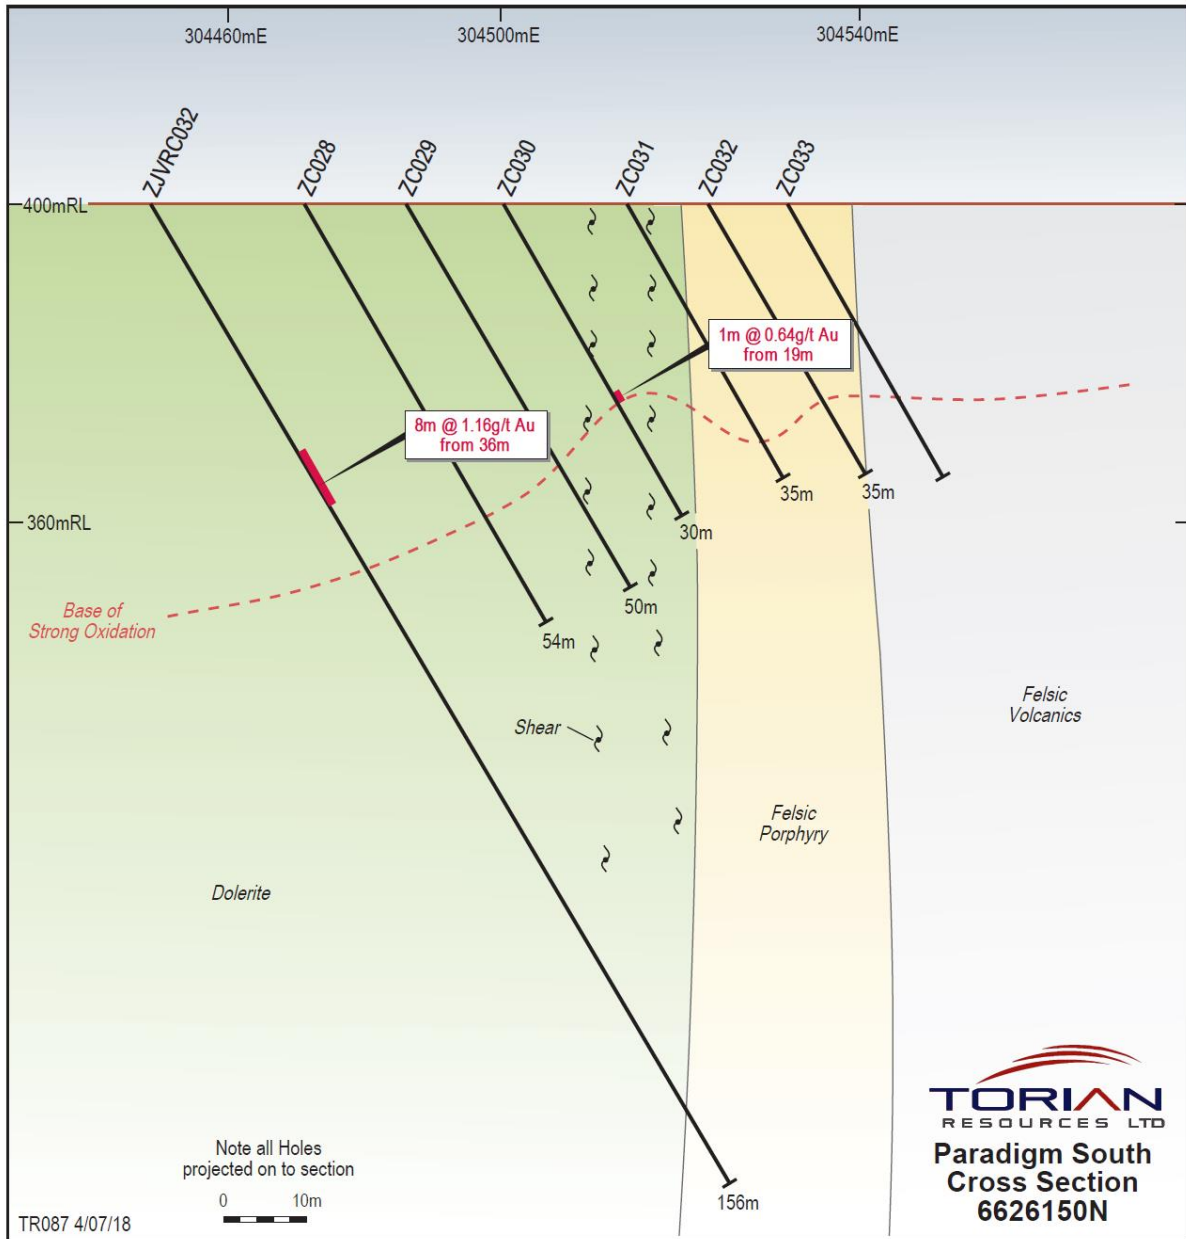 304460mE
304500mE
304540mE
ZJVRC032
ZC028
ZC029
ZC030
ZC031
ZC032
ZC033
400mRL
1m @ 0.64g/t Au
from 19m
8m @ 1.16g/t Au
from 36m
35m
35m
360mRL
30m
50m
54m
Base of
Strong Oxidation
Shear
Felsic
Volcanics
Felsic
Porphyry
Dolerite
156m
Note all Holes
projected on to section
0 10m
TR087 4/07/18
TORIAN
RESOURCES LTD
Paradigm South
Cross Section
6626150N